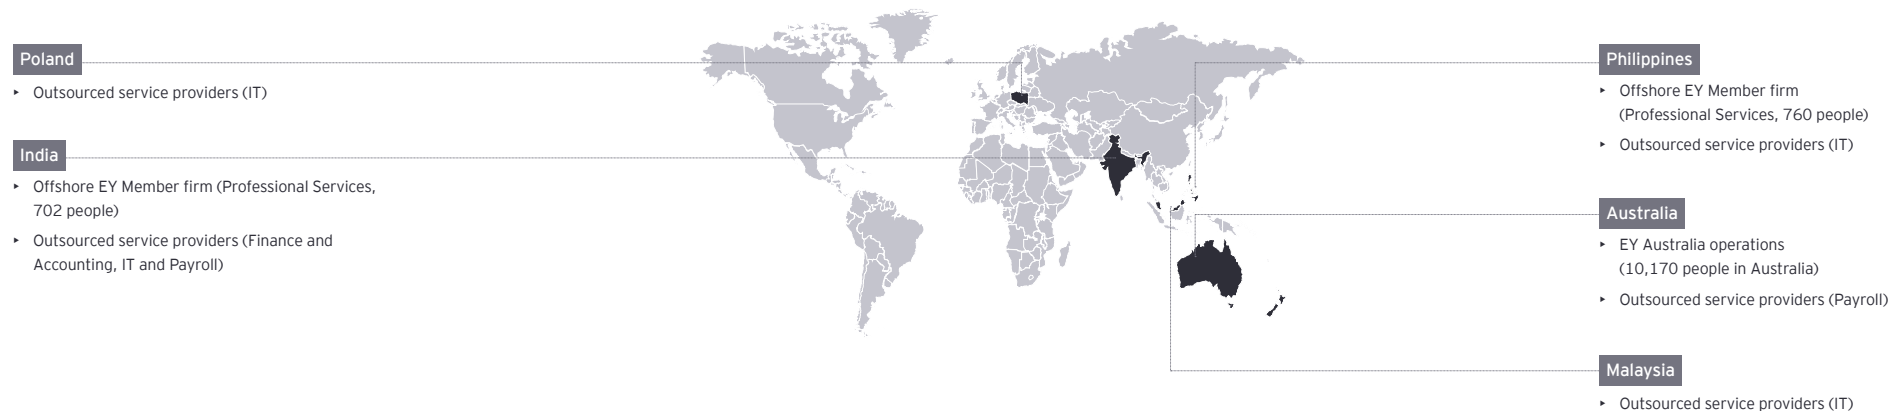 Poland
‣ Outsourced service providers (IT)
India
‣ Offshore EY Member firm (Professional Services,
702 people)
‣ Outsourced service providers (Finance and
Accounting, IT and Payroll)
Philippines
‣ Offshore EY Member firm
(Professional Services, 760 people)
‣ Outsourced service providers (IT)
Australia
‣ EY Australia operations
(10,170 people in Australia)
‣ Outsourced service providers (Payroll)
Malaysia
‣ Outsourced service providers (IT)